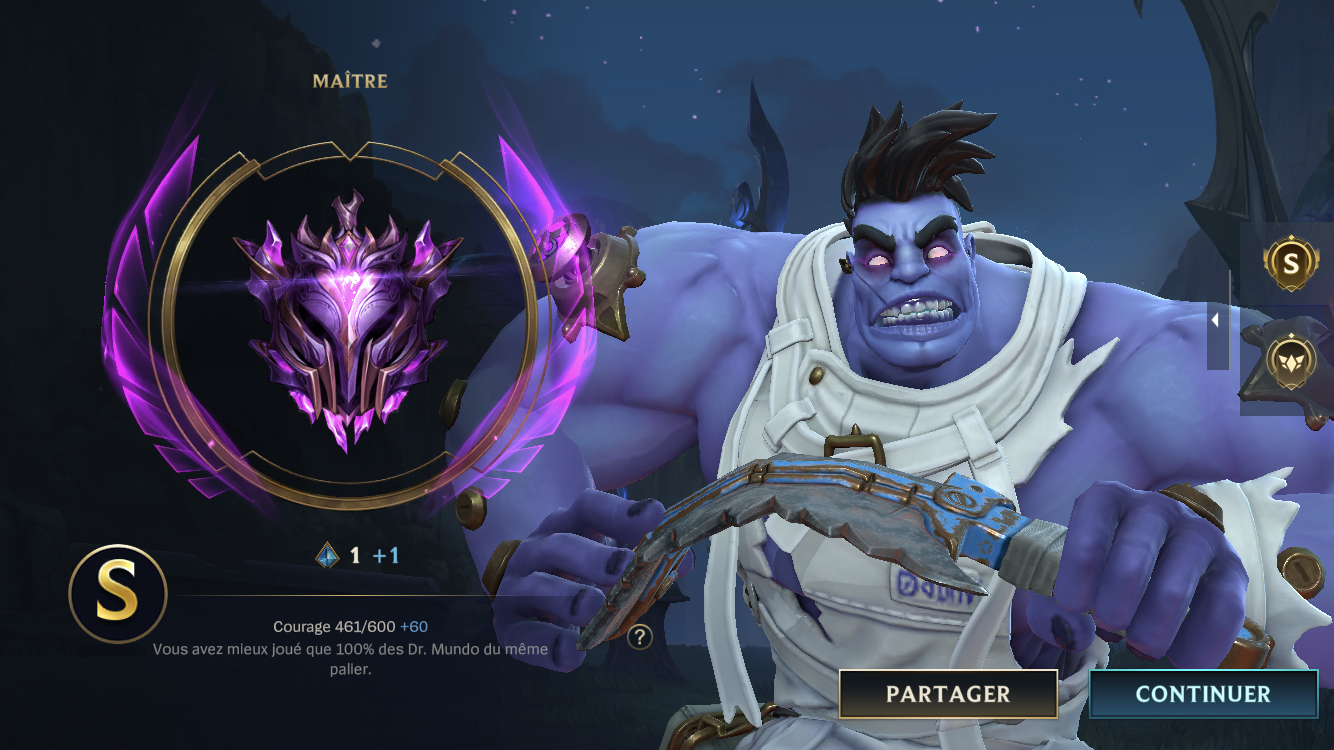 MAÎTRE
S
S
1 +1
Courage 461/600 +60
?
Vous avez mieux joué que 100% des Dr. Mundo du même
palier.
PARTAGER
CONTINUER